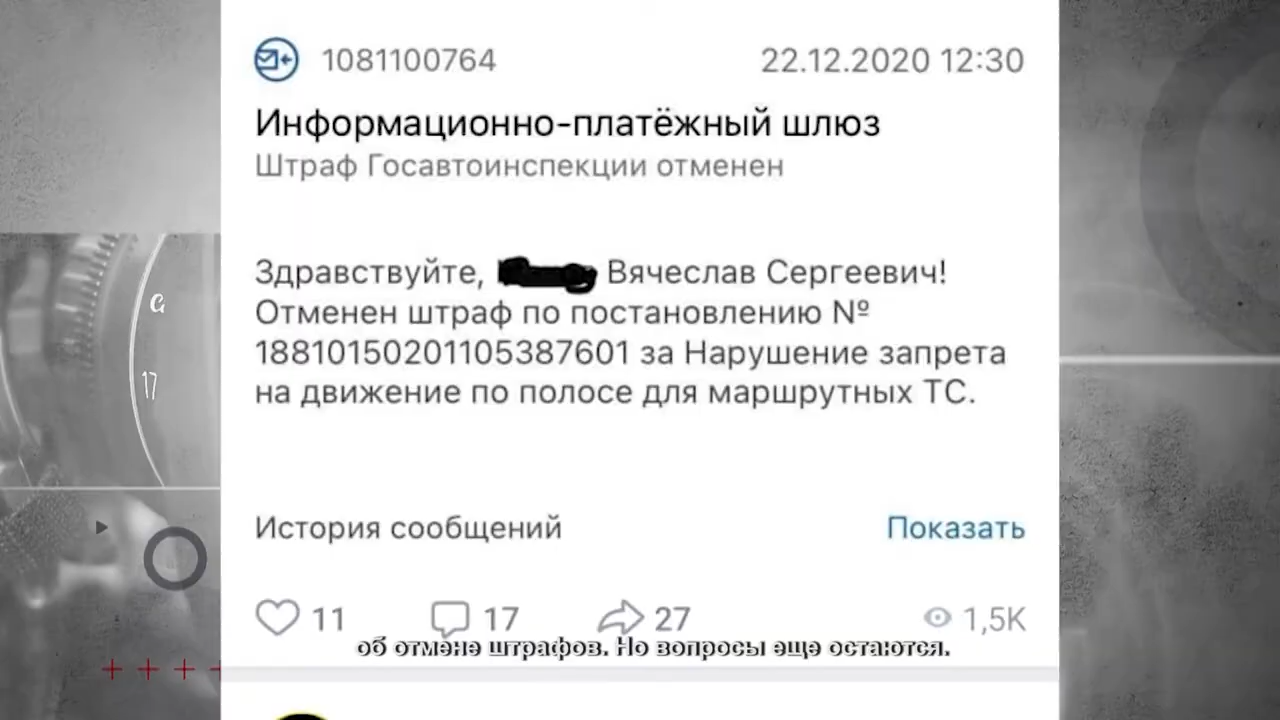 1081100764 22.12.2020 12:30
Информационно-платёжный шлюз
Штраф Госавтоинспекции отменен
Здравствуйте, Вячеслав Сергеевич!
Отменен штраф по постановлению №
18810150201105387601 за Нарушение запрета
на движение по полосе для маршрутных ТС.
История сообщений Показать
11 17 27 1,5K
об отмене штрафов. Но вопросы еще остаются.
G
17